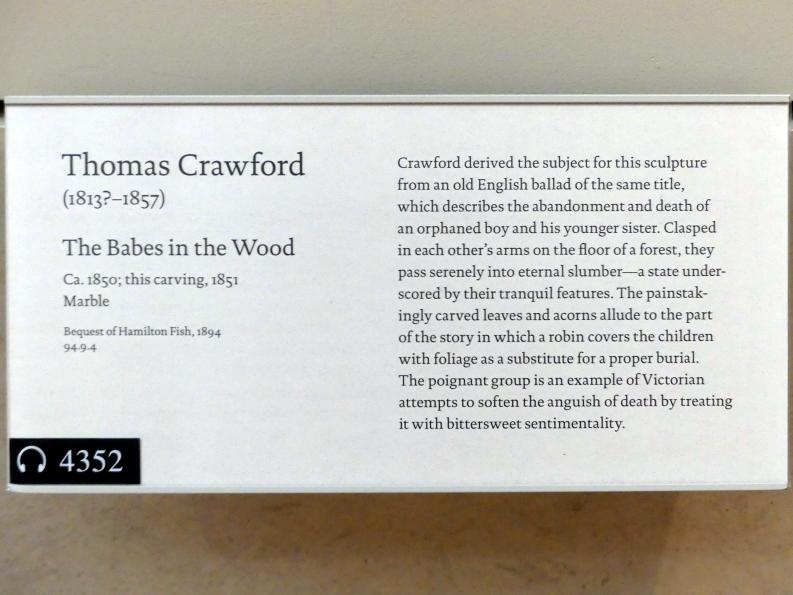 Thomas Crawford
(1813?–1857)
The Babes in the Wood
Ca. 1850; this carving, 1851
Marble
Bequest of Hamilton Fish, 1894
94.9.4
4352
Crawford derived the subject for this sculpture
from an old English ballad of the same title,
which describes the abandonment and death of
an orphaned boy and his younger sister. Clasped
in each other's arms on the floor of a forest, they
pass serenely into eternal slumber—a state under-
scored by their tranquil features. The painstak-
ingly carved leaves and acorns allude to the part
of the story in which a robin covers the children
with foliage as a substitute for a proper burial.
The poignant group is an example of Victorian
attempts to soften the anguish of death by treating
it with bittersweet sentimentality.